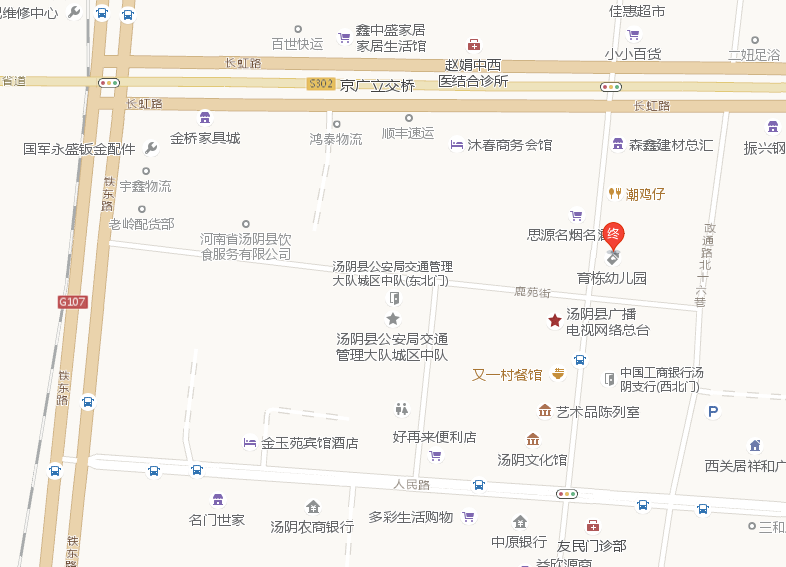 维修中心
佳惠超市
鑫中盛家居
家居生活馆
百世快运
小小百货
二妞足浴
长虹路
赵娟中西
医结合诊所
省道
S302
京广立交桥
长虹路
长虹路
金桥家具城
鸿泰物流
顺丰速运
国军永盛钣金配件
沐春商务会馆
森鑫建材总汇
振兴钢
宇鑫物流
铁东路
潮鸡仔
老岭配货部
思源名烟名酒
终
河南省汤阴县饮
食服务有限公司
政通路北十六巷
汤阴县公安局交通管理
大队城区中队(东北门)
育栋幼儿园
鹿苑街
G107
汤阴县广播
电视网络总台
汤阴县公安局交通
管理大队城区中队
铁东路
又一村餐馆
中国工商银行汤
阴支行(西北门)
艺术品陈列室
P
金玉苑宾馆酒店
好再来便利店
汤阴文化馆
西关居祥和广
人民路
名门世家
汤阴农商银行
多彩生活购物
中原银行
友民门诊部
三和
铁东
益欣源商